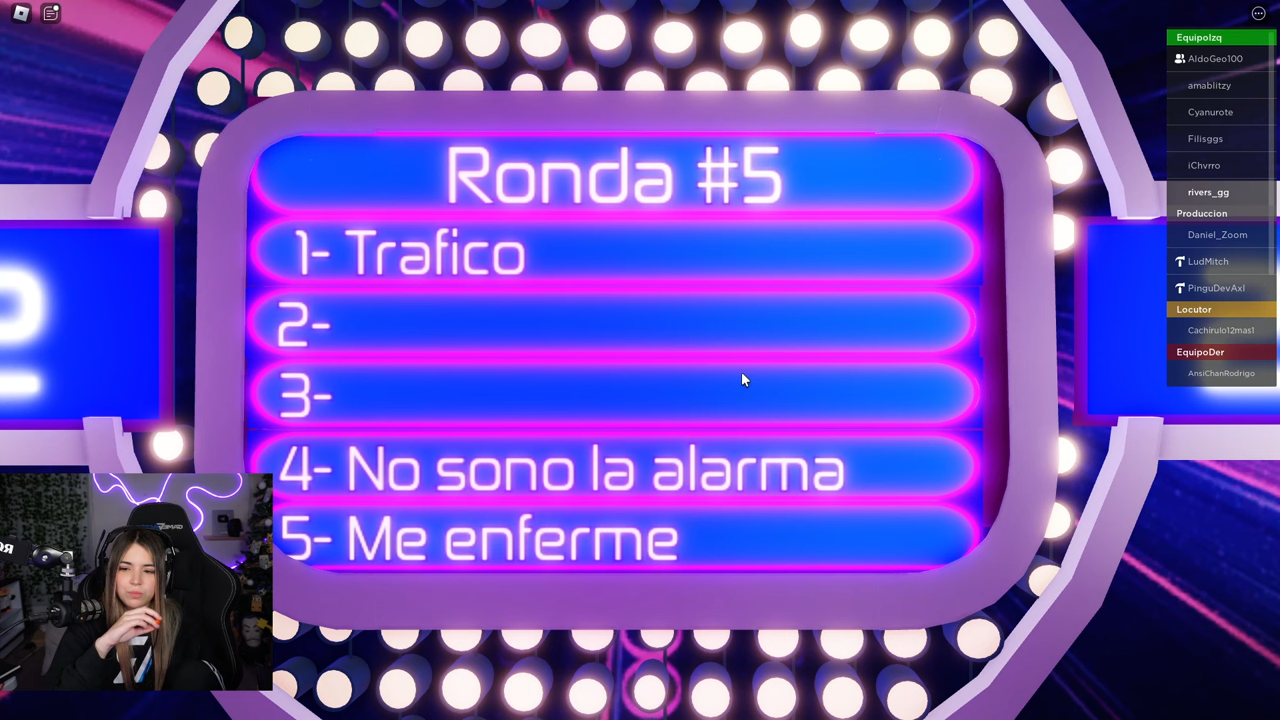 Ronda #5
1- Trafico
2-
3-
4- No sono la alarma
5- Me enferme
EquipoIzq
AldoGeo100
amablitzy
Cyanurote
Filisggs
iChvrro
rivers_gg
Produccion
Daniel_Zoom
LudMitch
PinguDevAxl
Locutor
Cachirulo12mas1
EquipoDer
AnsiChanRodrigo